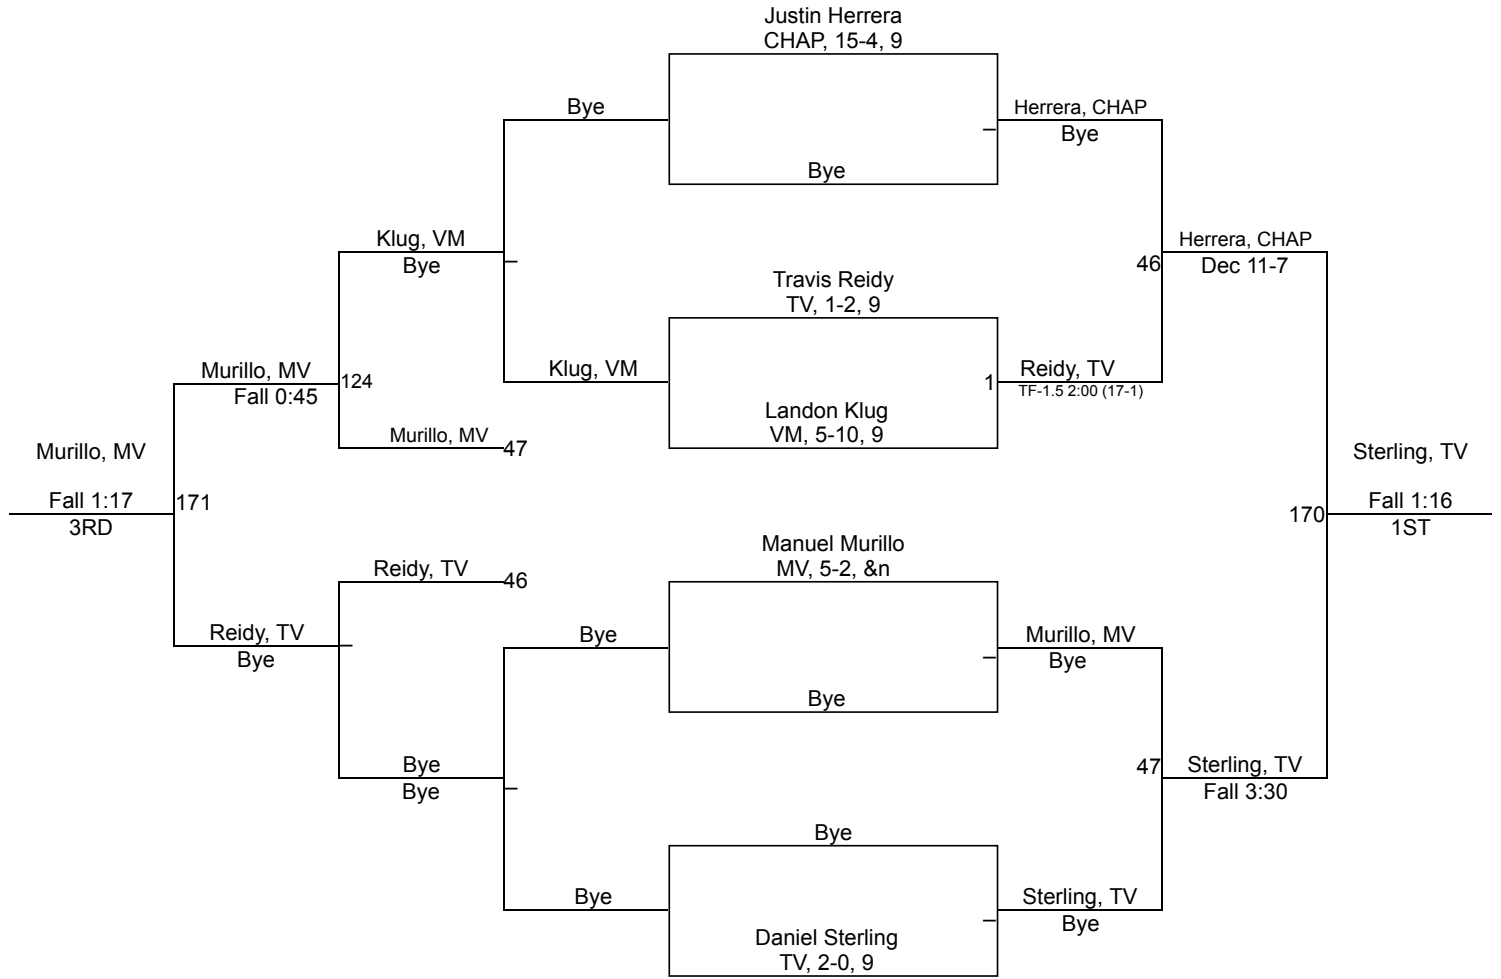 Justin Herrera
CHAP, 15-4, 9
Bye
Herrera, CHAP
Bye
Bye
Klug, VM
Bye
Herrera, CHAP
46
Dec 11-7
Travis Reidy
TV, 1-2, 9
Murillo, MV
124
Fall 0:45
Klug, VM
1
Reidy, TV
TF-1.5 2:00 (17-1)
Landon Klug
VM, 5-10, 9
Murillo, MV
47
Murillo, MV
Fall 1:17
171
3RD
Sterling, TV
170
Fall 1:16
1ST
Manuel Murillo
MV, 5-2, &n
Reidy, TV
46
Reidy, TV
Bye
Bye
Murillo, MV
Bye
Bye
Bye
Bye
47
Sterling, TV
Fall 3:30
Bye
Bye
Sterling, TV
Bye
Daniel Sterling
TV, 2-0, 9